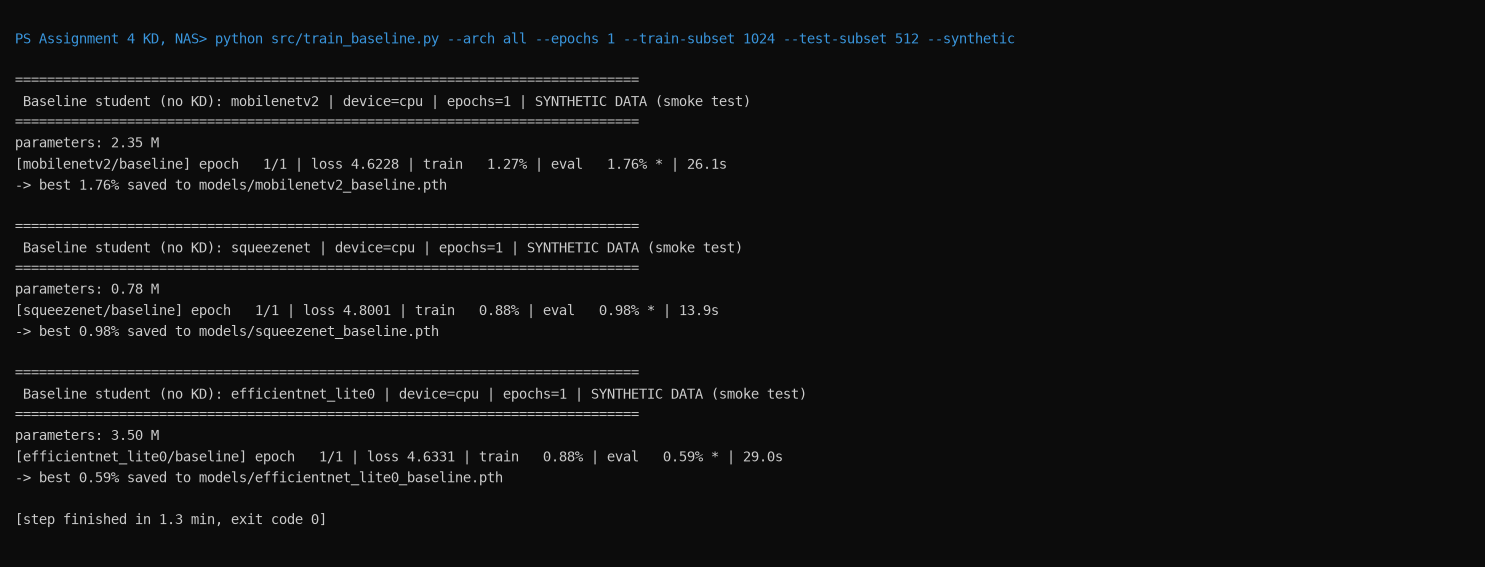 PS Assignment 4 KD, NAS> python src/train_baseline.py --arch all --epochs 1 --train-subset 1024 --test-subset 512 --synthetic
==============================================================================
 Baseline student (no KD): mobilenetv2 | device=cpu | epochs=1 | SYNTHETIC DATA (smoke test)
==============================================================================
parameters: 2.35 M
[mobilenetv2/baseline] epoch   1/1 | loss 4.6228 | train   1.27% | eval   1.76% * | 26.1s
-> best 1.76% saved to models/mobilenetv2_baseline.pth
==============================================================================
 Baseline student (no KD): squeezenet | device=cpu | epochs=1 | SYNTHETIC DATA (smoke test)
==============================================================================
parameters: 0.78 M
[squeezenet/baseline] epoch   1/1 | loss 4.8001 | train   0.88% | eval   0.98% * | 13.9s
-> best 0.98% saved to models/squeezenet_baseline.pth
==============================================================================
 Baseline student (no KD): efficientnet_lite0 | device=cpu | epochs=1 | SYNTHETIC DATA (smoke test)
==============================================================================
parameters: 3.50 M
[efficientnet_lite0/baseline] epoch   1/1 | loss 4.6331 | train   0.88% | eval   0.59% * | 29.0s
-> best 0.59% saved to models/efficientnet_lite0_baseline.pth
[step finished in 1.3 min, exit code 0]